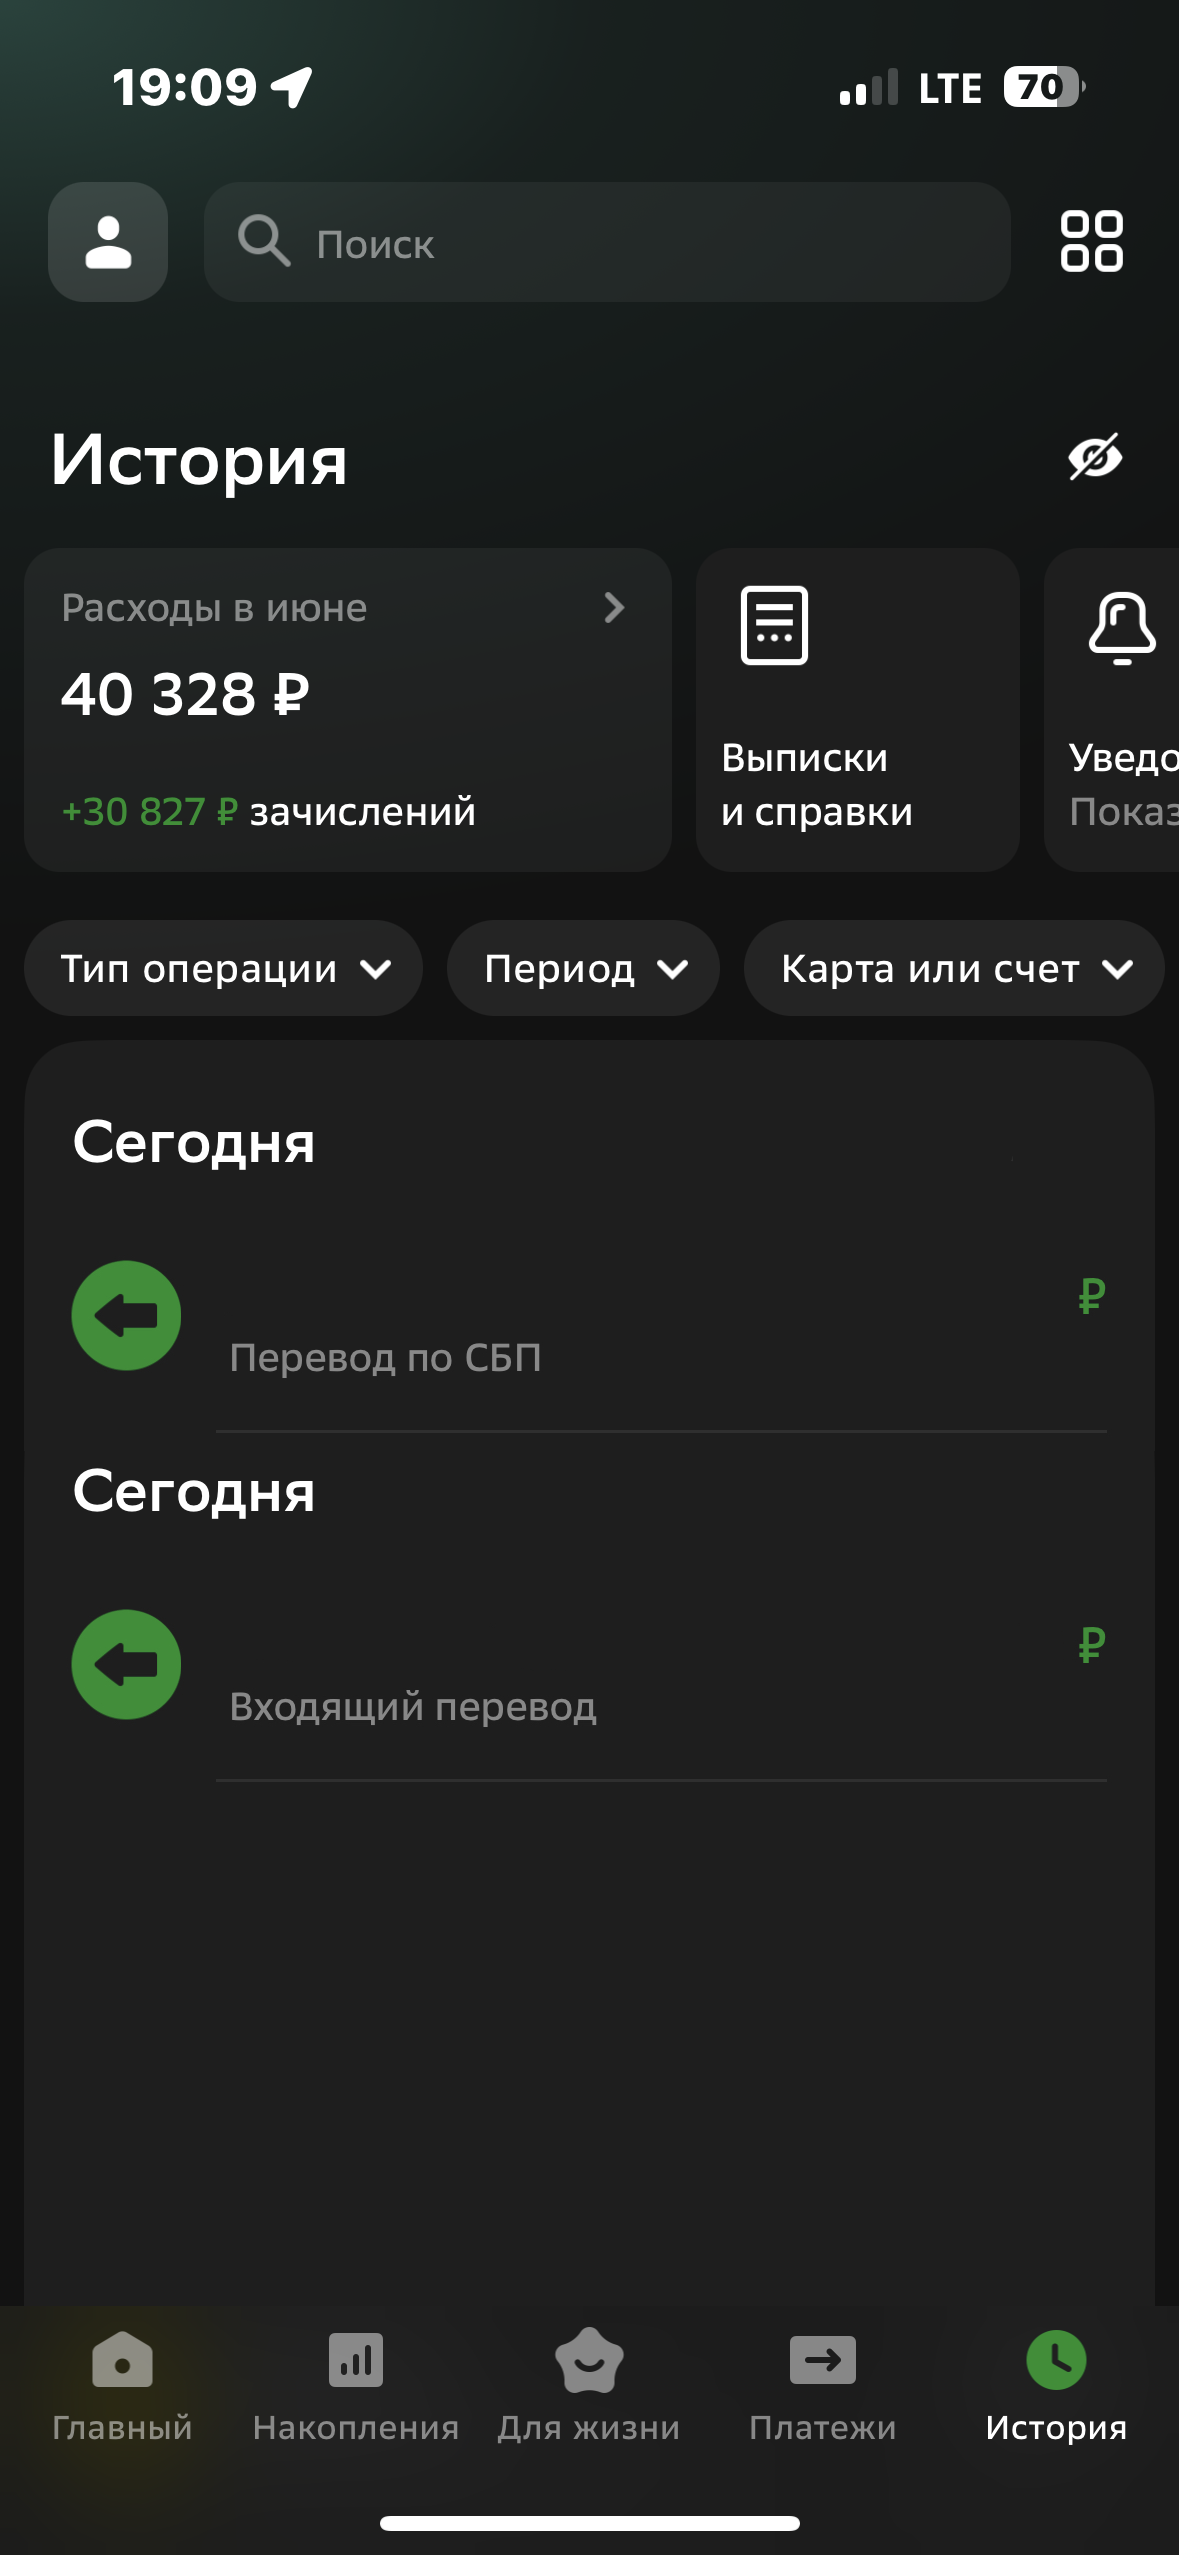 19:09
LTE 70
Поиск
История
Расходы в июне
40 328 ₽
+30 827 ₽ зачислений
Выписки
и справки
Уведо
Показ
Тип операции
Период
Карта или счет
Сегодня
₽
Перевод по СБП
Сегодня
₽
Входящий перевод
Главный
Накопления
Для жизни
Платежи
История